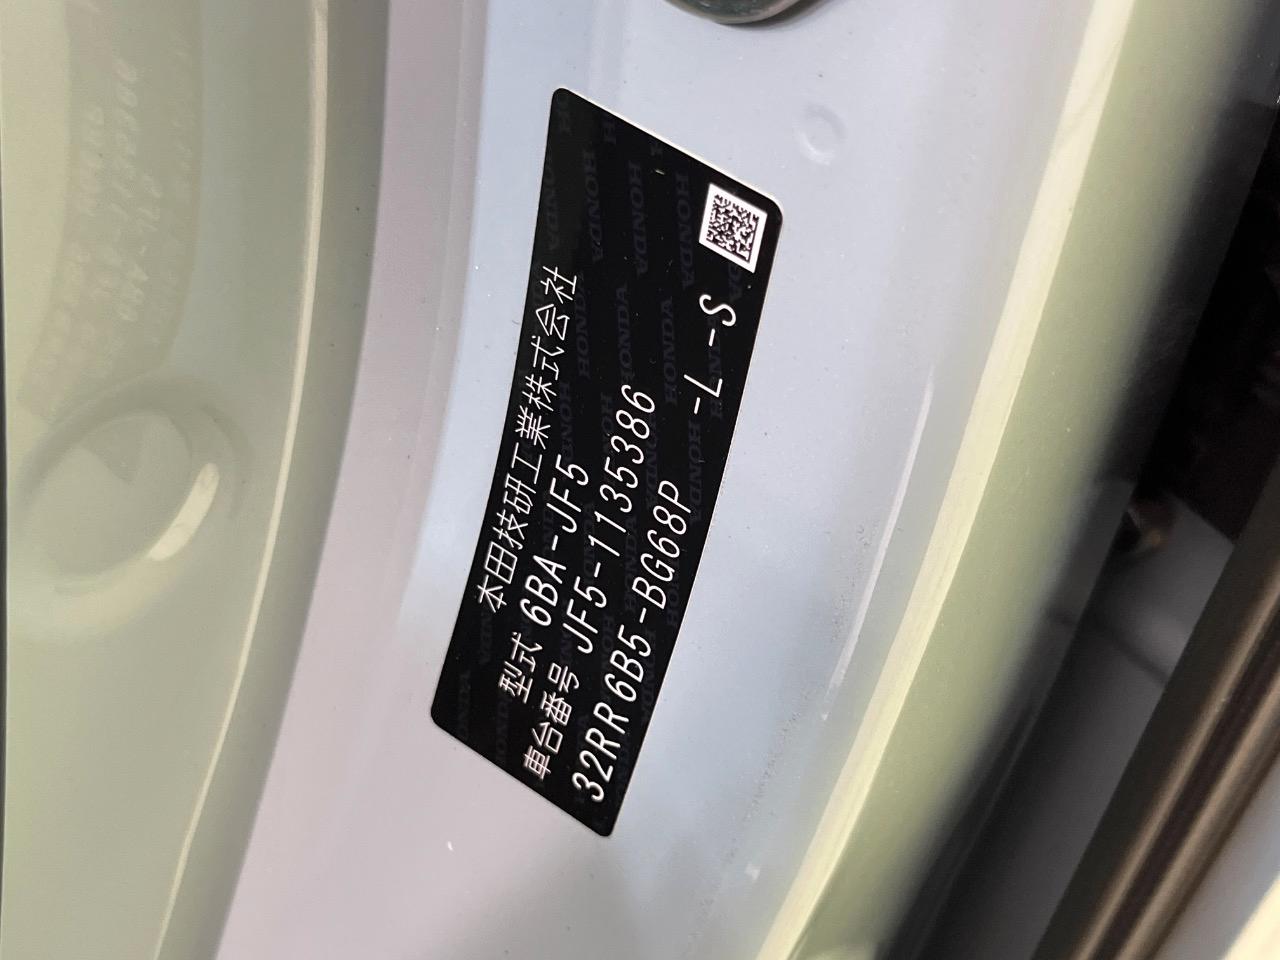 本田技研工業株式会社
型式 6BA-JF5
車台番号 JF5-1135386
32RR6B5-BG68P-L-S